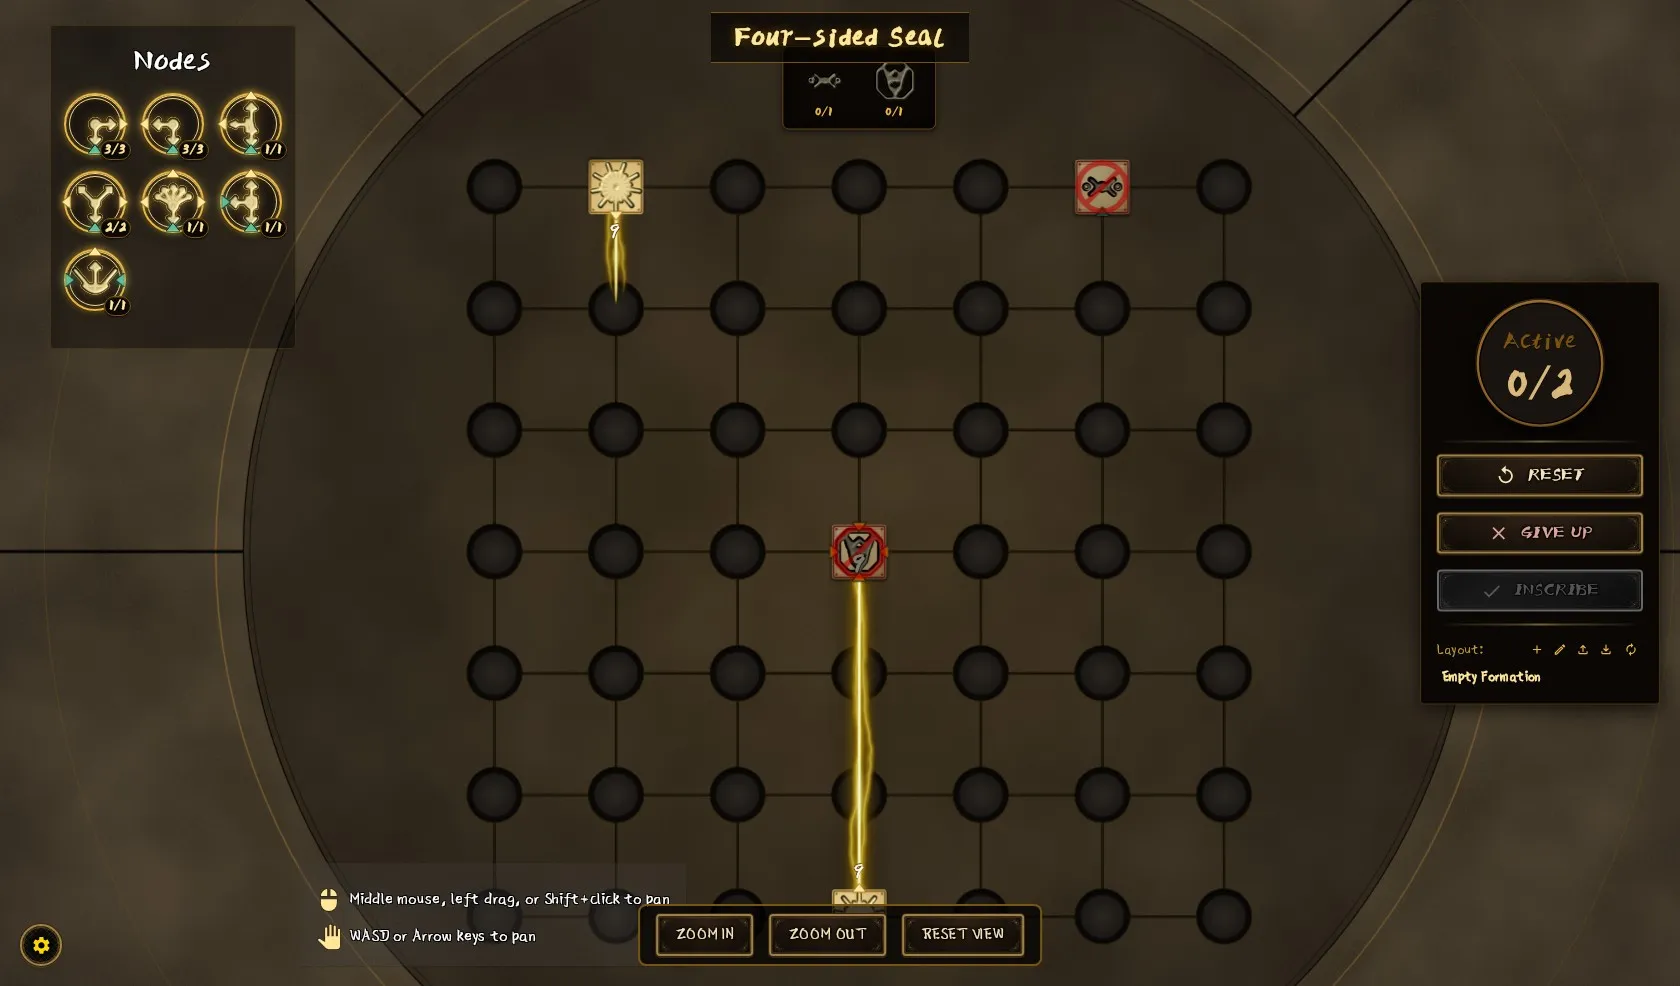 Four-sided Seal
Nodes
0/1
0/1
3/3
3/3
1/1
2/2
1/1
1/1
1/1
9
9
9
Active
0/2
RESET
GIVE UP
INSCRIBE
Layout:
Empty Formation
Middle mouse, left drag, or Shift+click to pan
WASD or Arrow keys to pan
ZOOM IN
ZOOM OUT
RESET VIEW